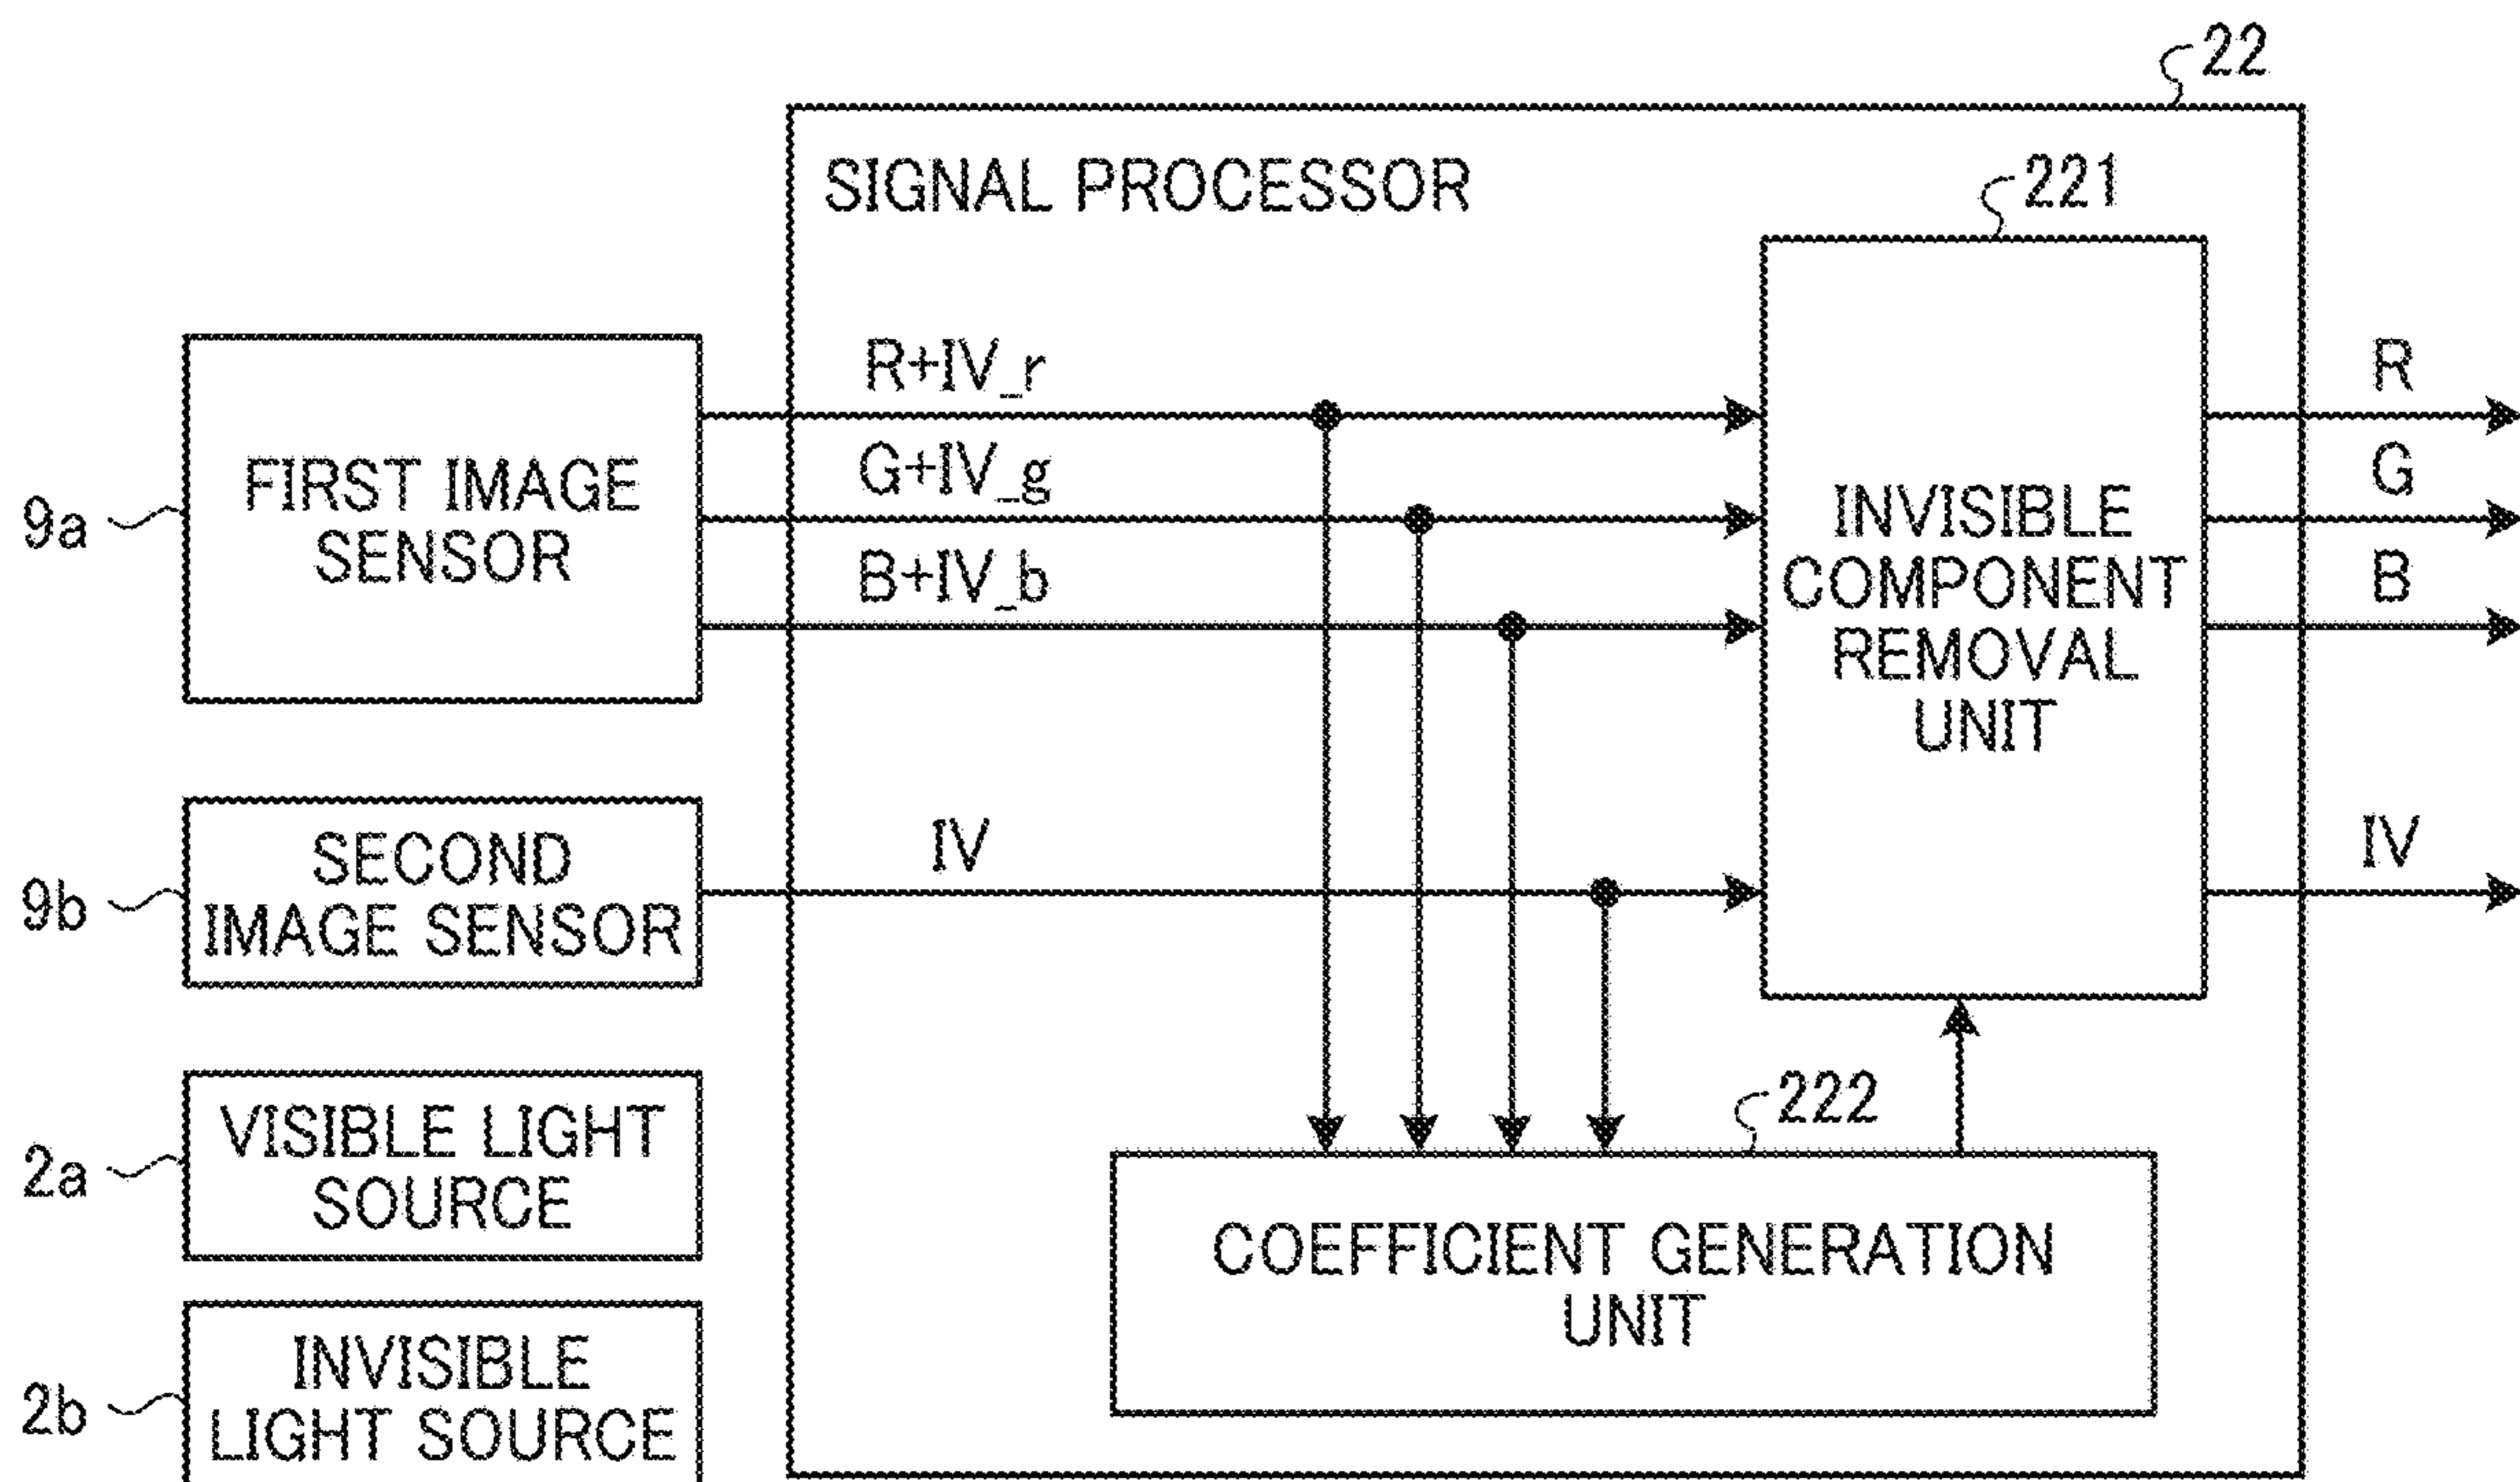 22
SIGNAL PROCESSOR
221
R+IV_r
R
FIRST IMAGE
SENSOR
9a
G+IV_g
G
B+IV_b
B
INVISIBLE
COMPONENT
REMOVAL
UNIT
SECOND
IMAGE SENSOR
9b
IV
IV
VISIBLE LIGHT
SOURCE
2a
222
COEFFICIENT GENERATION
UNIT
INVISIBLE
LIGHT SOURCE
2b